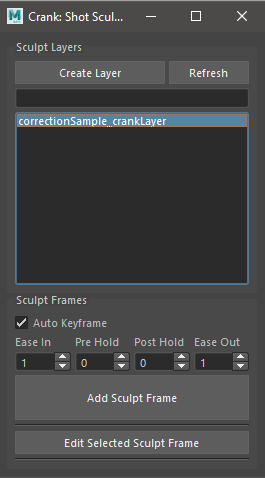 Crank: Shot Scul...
Sculpt Layers
Create Layer Refresh
correctionSample_crankLayer
Sculpt Frames
Auto Keyframe
Ease In Pre Hold Post Hold Ease Out
1 0 0 1
Add Sculpt Frame
Edit Selected Sculpt Frame